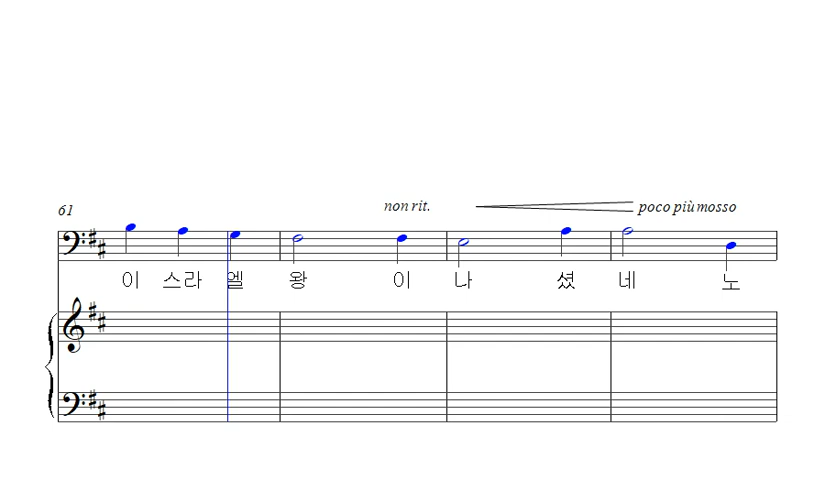 61
non rit.
poco più mosso
이 스라 엘 왕 이 나 셨 네 노